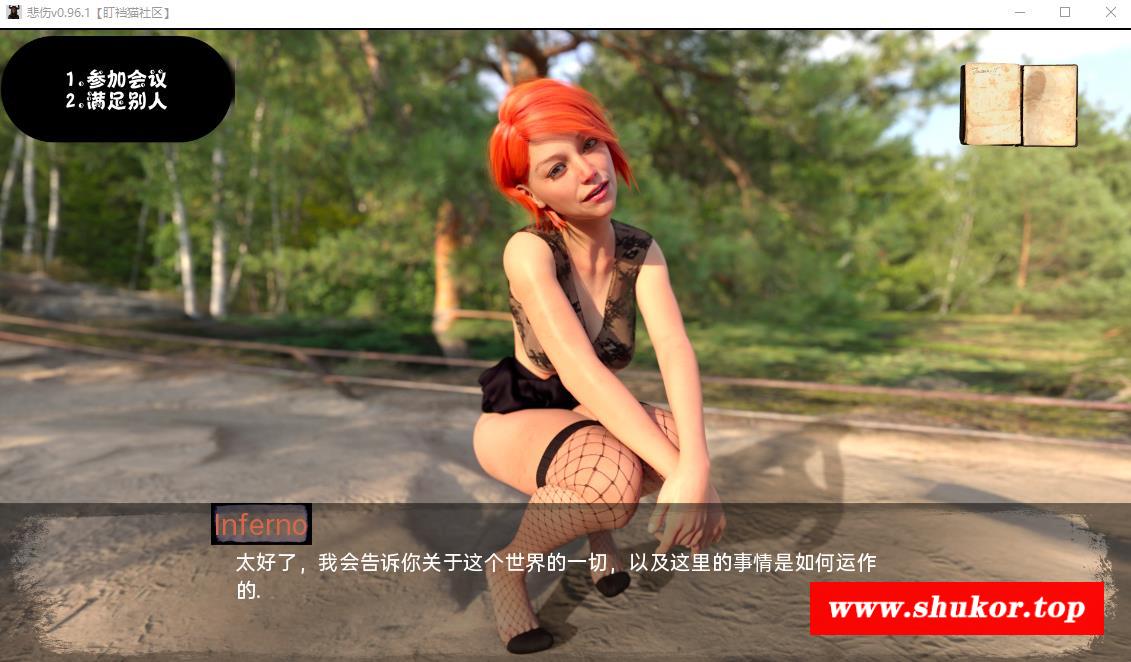 悲伤v0.96.1【盯裆猫社区】
1。参加会议
2。满足别人
Inferno
太好了，我会告诉你关于这个世界的一切，以及这里的事情是如何运作
的.
www.shukor.top